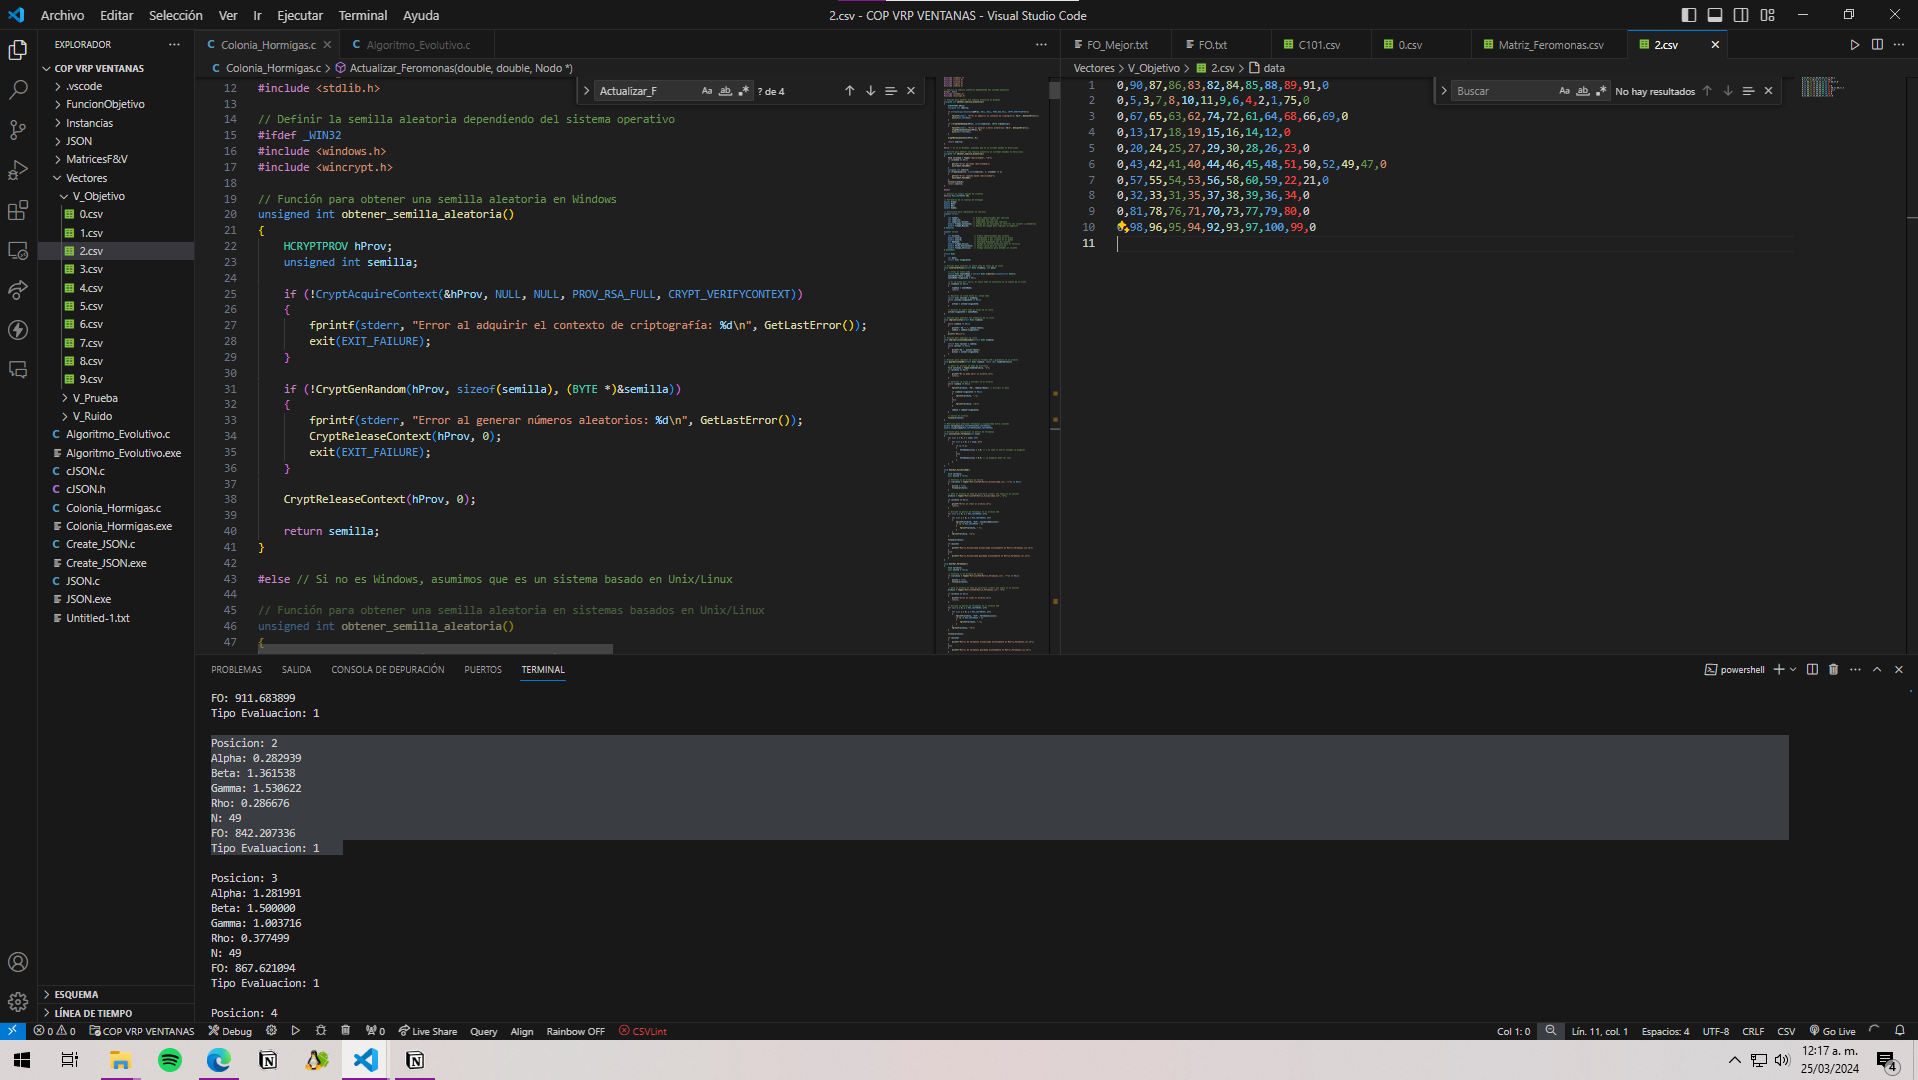 Archivo Editar Selección Ver Ir Ejecutar Terminal Ayuda
2.csv - COP VRP VENTANAS - Visual Studio Code
EXPLORADOR
COP VRP VENTANAS
.vscode
FuncionObjetivo
Instancias
JSON
MatricesF&V
Vectores
V_Objetivo
0.csv
1.csv
2.csv
3.csv
4.csv
5.csv
6.csv
7.csv
8.csv
9.csv
V_Prueba
V_Ruido
Algoritmo_Evolutivo.c
Algoritmo_Evolutivo.exe
cJSON.c
cJSON.h
Colonia_Hormigas.c
Colonia_Hormigas.exe
Create_JSON.c
Create_JSON.exe
JSON.c
JSON.exe
Untitled-1.txt
ESQUEMA
LÍNEA DE TIEMPO
Colonia_Hormigas.c Algoritmo_Evolutivo.c
Colonia_Hormigas.c > Actualizar_Feromonas(double, double, Nodo *)
Actualizar_F Aa ab ? de 4
12 #include <stdlib.h>
13
14 // Definir la semilla aleatoria dependiendo del sistema operativo
15 #ifdef _WIN32
16 #include <windows.h>
17 #include <wincrypt.h>
18
19 // Función para obtener una semilla aleatoria en Windows
20 unsigned int obtener_semilla_aleatoria()
21 {
22 HCRYPTPROV hProv;
23 unsigned int semilla;
24
25 if (!CryptAcquireContext(&hProv, NULL, NULL, PROV_RSA_FULL, CRYPT_VERIFYCONTEXT))
26 {
27 fprintf(stderr, "Error al adquirir el contexto de criptografía: %d\n", GetLastError());
28 exit(EXIT_FAILURE);
29 }
30
31 if (!CryptGenRandom(hProv, sizeof(semilla), (BYTE *)&semilla))
32 {
33 fprintf(stderr, "Error al generar números aleatorios: %d\n", GetLastError());
34 CryptReleaseContext(hProv, 0);
35 exit(EXIT_FAILURE);
36 }
37
38 CryptReleaseContext(hProv, 0);
39
40 return semilla;
41 }
42
43 #else // Si no es Windows, asumimos que es un sistema basado en Unix/Linux
44
45 // Función para obtener una semilla aleatoria en sistemas basados en Unix/Linux
46 unsigned int obtener_semilla_aleatoria()
47 {
FO_Mejor.txt FO.txt C101.csv 0.csv Matriz_Feromonas.csv 2.csv
Vectores > V_Objetivo > 2.csv > data
Buscar Aa ab No hay resultados
1 0,90,87,86,83,82,84,85,88,89,91,0
2 0,5,3,7,8,10,11,9,6,4,2,1,75,0
3 0,67,65,63,62,74,72,61,64,68,66,69,0
4 0,13,17,18,19,15,16,14,12,0
5 0,20,24,25,27,29,30,28,26,23,0
6 0,43,42,41,40,44,46,45,48,51,50,52,49,47,0
7 0,57,55,54,53,56,58,60,59,22,21,0
8 0,32,33,31,35,37,38,39,36,34,0
9 0,81,78,76,71,70,73,77,79,80,0
10 0,98,96,95,94,92,93,97,100,99,0
11
PROBLEMAS SALIDA CONSOLA DE DEPURACIÓN PUERTOS TERMINAL
powershell
FO: 911.683899
Tipo Evaluacion: 1
Posicion: 2
Alpha: 0.282939
Beta: 1.361538
Gamma: 1.530622
Rho: 0.286676
N: 49
FO: 842.207336
Tipo Evaluacion: 1
Posicion: 3
Alpha: 1.281991
Beta: 1.500000
Gamma: 1.003716
Rho: 0.377499
N: 49
FO: 867.621094
Tipo Evaluacion: 1
Posicion: 4
0 0 COP VRP VENTANAS Debug 0 Live Share Query Align Rainbow OFF CSVLint
Col 1: 0 Lín. 11, col. 1 Espacios: 4 UTF-8 CRLF CSV Go Live
12:17 a. m.
25/03/2024
4